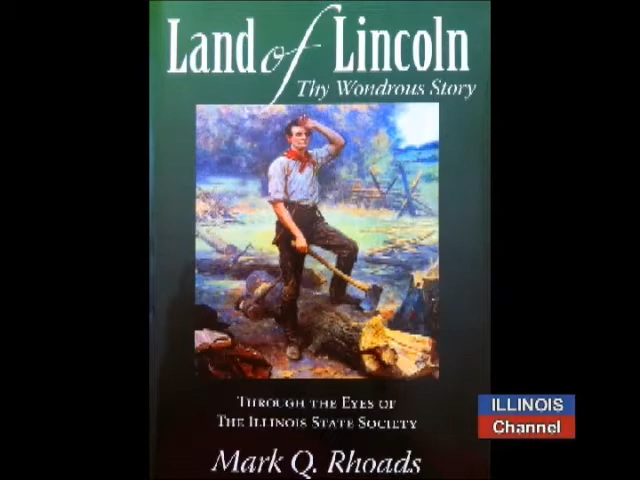 Land of Lincoln
Thy Wondrous Story
THROUGH THE EYES OF
THE ILLINOIS STATE SOCIETY
Mark Q. Rhoads
ILLINOIS
Channel